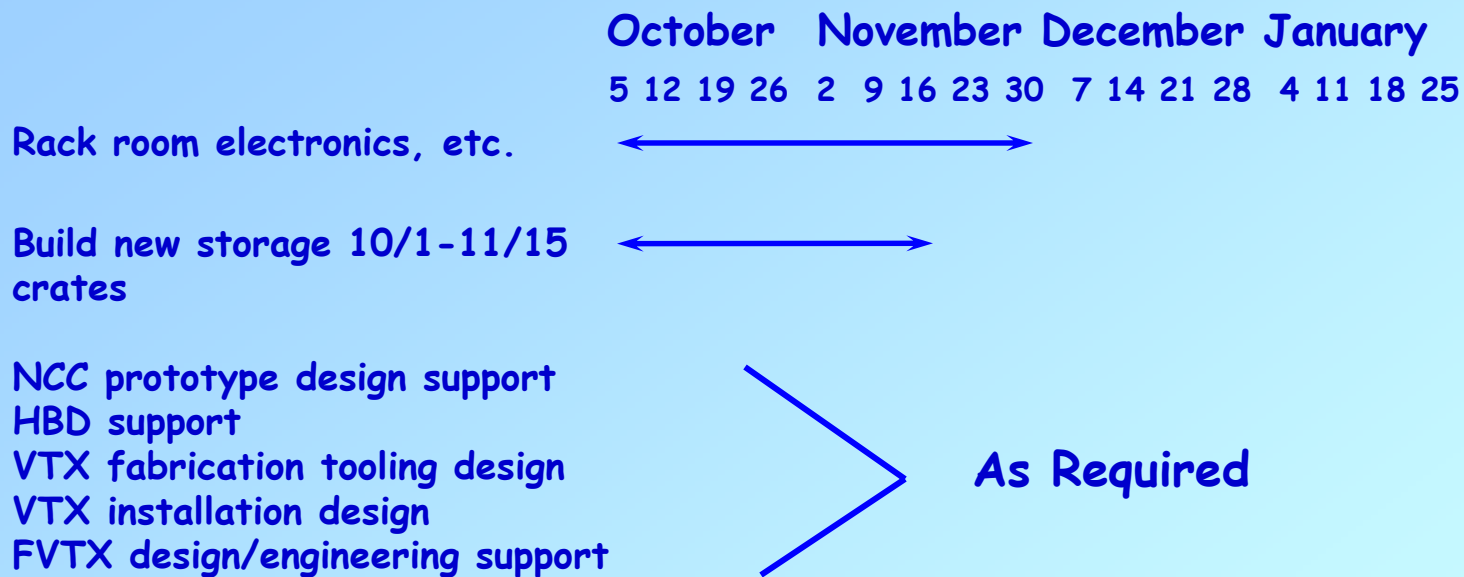 October November December January
5 12 19 26 2 9 16 23 30 7 14 21 28 4 11 18 25
Rack room electronics, etc.
Build new storage 10/1-11/15
crates
NCC prototype design support
HBD support
VTX fabrication tooling design
As Required
VTX installation design
FVTX design/engineering support